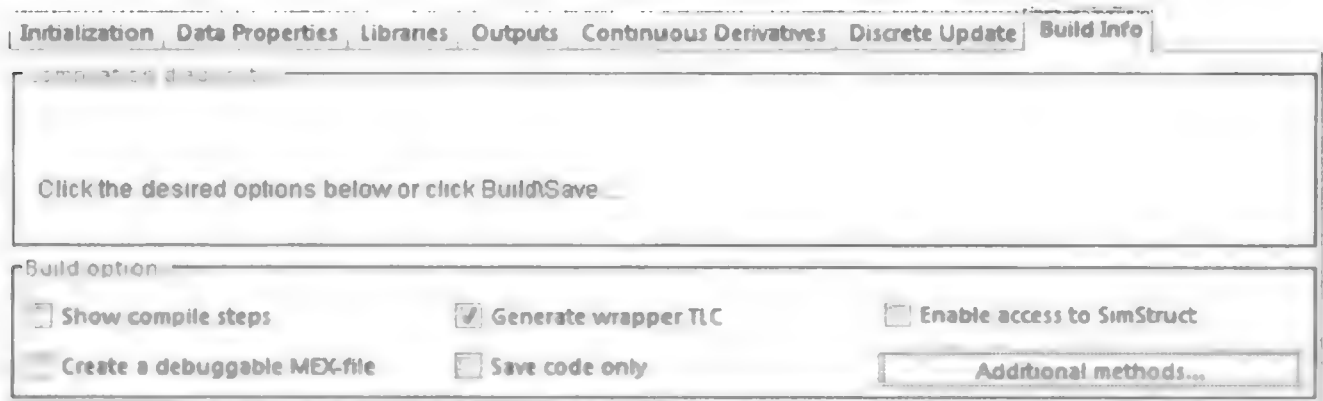 Initialization Data Properties Libraries Outputs Continuous Derivatives Discrete Update Build Info
Click the desired options below or click Build\Save
Build option
Show compile steps Generate wrapper TLC Enable access to SimStruct
Create a debuggable MEX-file Save code only Additional methods...